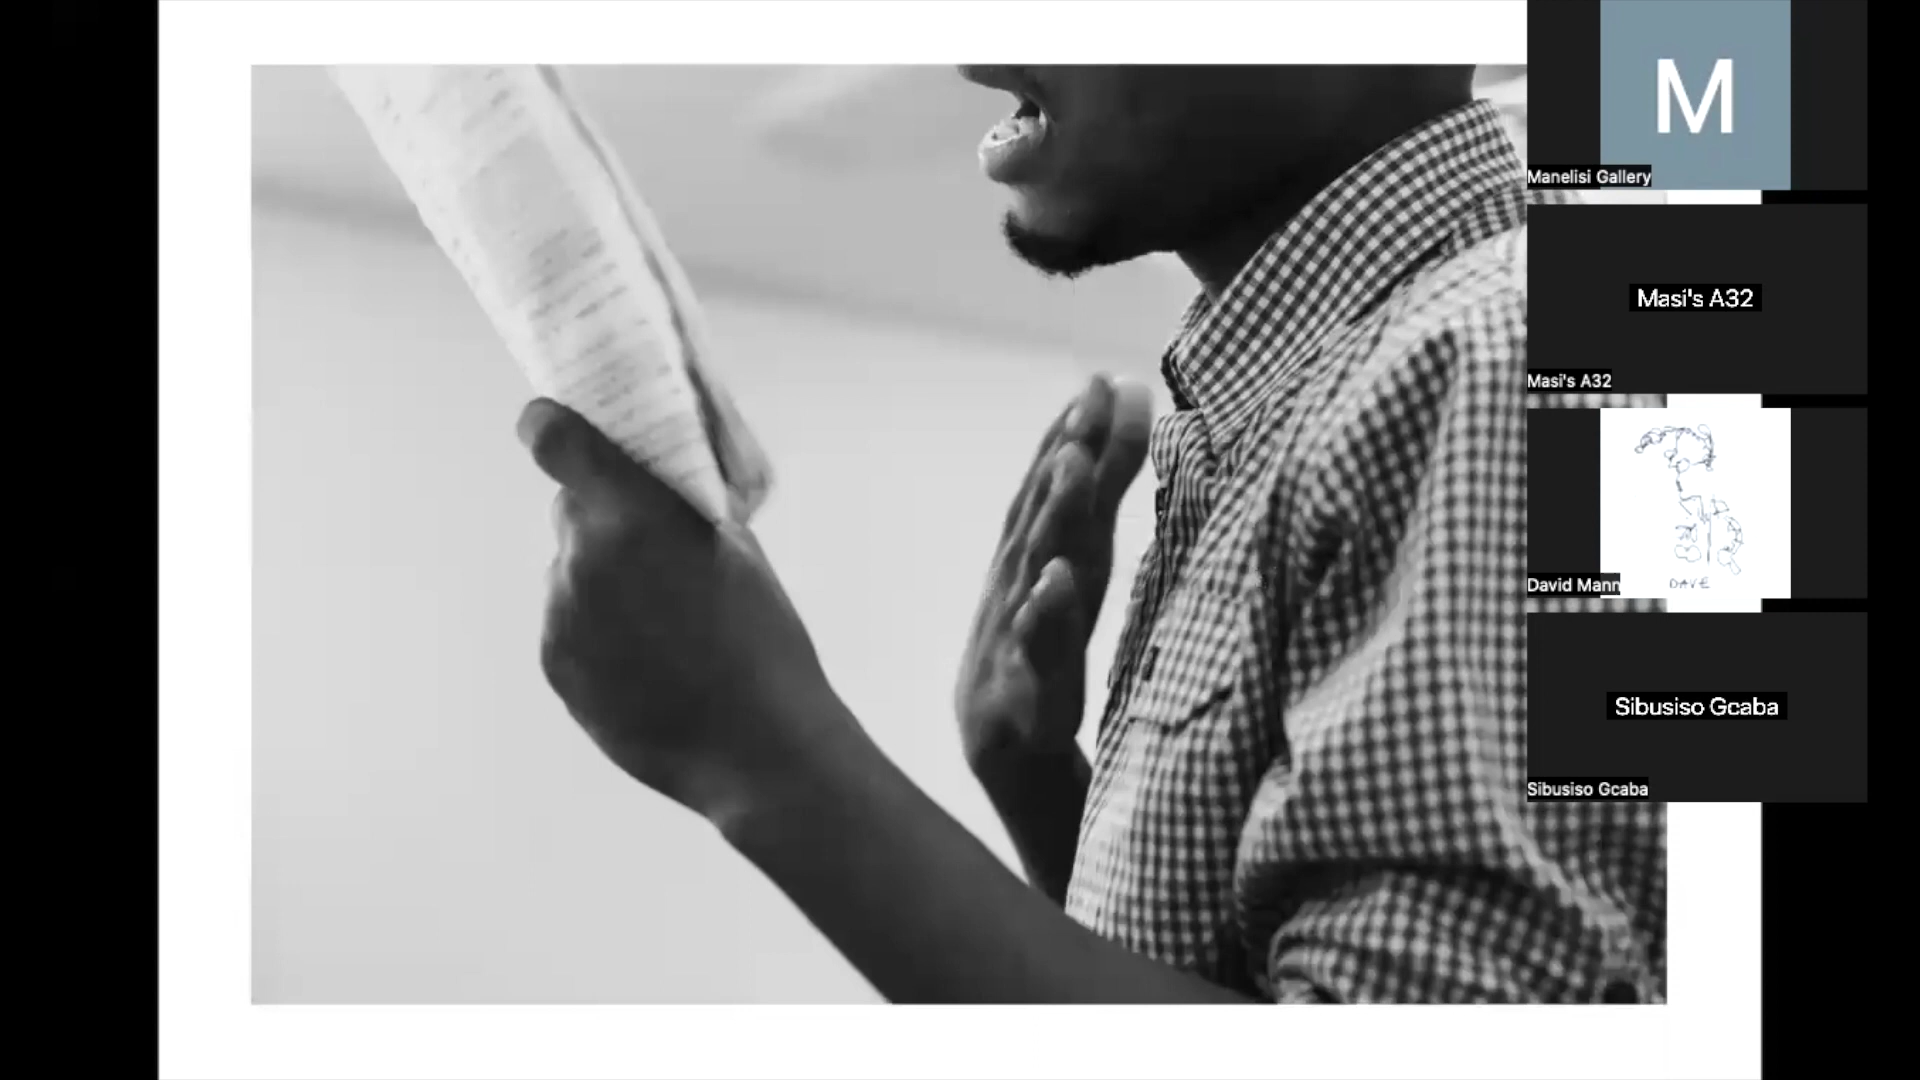 M
Manelisi Gallery
Masi's A32
Masi's A32
DAVE
David Mann
Sibusiso Gcaba
Sibusiso Gcaba